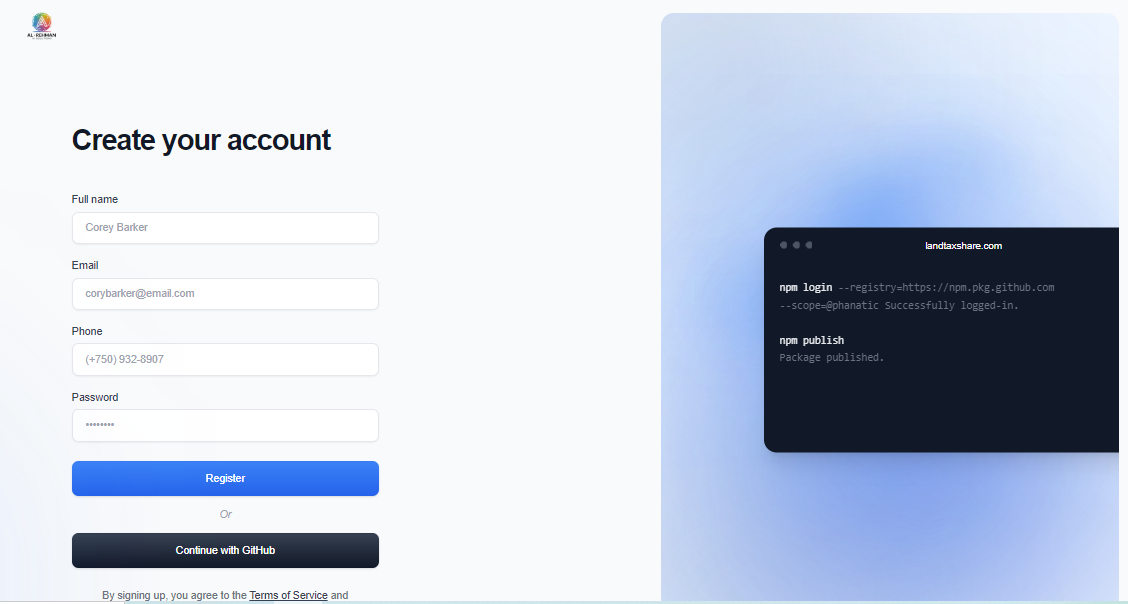 AL-REHMAN
Create your account
Full name
Corey Barker
Email
corybarker@email.com
Phone
(+750) 932-8907
Password
••••••••
Register
Or
Continue with GitHub
By signing up, you agree to the Terms of Service and
landtaxshare.com
npm login --registry=https://npm.pkg.github.com
--scope=@phanatic Successfully logged-in.
npm publish
Package published.